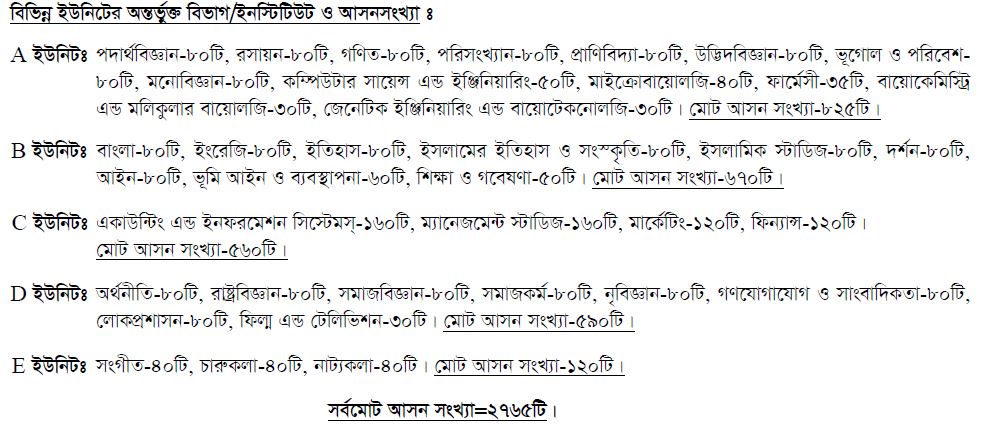 বিভিন্ন ইউনিটের অন্তর্ভুক্ত বিভাগ/ইনস্টিটিউট ও আসনসংখ্যা ঃ
A ইউনিটঃ পদার্থবিজ্ঞান-৮০টি, রসায়ন-৮০টি, গণিত-৮০টি, পরিসংখ্যান-৮০টি, প্রাণিবিদ্যা-৮০টি, উদ্ভিদবিজ্ঞান-৮০টি, ভূগোল ও পরিবেশ-
৮০টি, মনোবিজ্ঞান-৮০টি, কম্পিউটার সায়েন্স এন্ড ইঞ্জিনিয়ারিং-৫০টি, মাইক্রোবায়োলজি-৪০টি, ফার্মেসী-৩৫টি, বায়োকেমিস্ট্রি
এন্ড মলিকুলার বায়োলজি-৩০টি, জেনেটিক ইঞ্জিনিয়ারিং এন্ড বায়োটেকনোলজি-৩০টি। মোট আসন সংখ্যা-৮২৫টি।
B ইউনিটঃ বাংলা-৮০টি, ইংরেজি-৮০টি, ইতিহাস-৮০টি, ইসলামের ইতিহাস ও সংস্কৃতি-৮০টি, ইসলামিক স্টাডিজ-৮০টি, দর্শন-৮০টি,
আইন-৮০টি, ভূমি আইন ও ব্যবস্থাপনা-৬০টি, শিক্ষা ও গবেষণা-৫০টি। মোট আসন সংখ্যা-৬৭০টি।
C ইউনিটঃ একাউন্টিং এন্ড ইনফরমেশন সিস্টেমস্-১৬০টি, ম্যানেজমেন্ট স্টাডিজ-১৬০টি, মার্কেটিং-১২০টি, ফিন্যান্স-১২০টি।
মোট আসন সংখ্যা-৫৬০টি।
D ইউনিটঃ অর্থনীতি-৮০টি, রাষ্ট্রবিজ্ঞান-৮০টি, সমাজবিজ্ঞান-৮০টি, সমাজকর্ম-৮০টি, নৃবিজ্ঞান-৮০টি, গণযোগাযোগ ও সাংবাদিকতা-৮০টি,
লোকপ্রশাসন-৮০টি, ফিল্ম এন্ড টেলিভিশন-৩০টি। মোট আসন সংখ্যা-৫৯০টি।
E ইউনিটঃ সংগীত-৪০টি, চারুকলা-৪০টি, নাট্যকলা-৪০টি। মোট আসন সংখ্যা-১২০টি।
সর্বমোট আসন সংখ্যা=২৭৬৫টি।